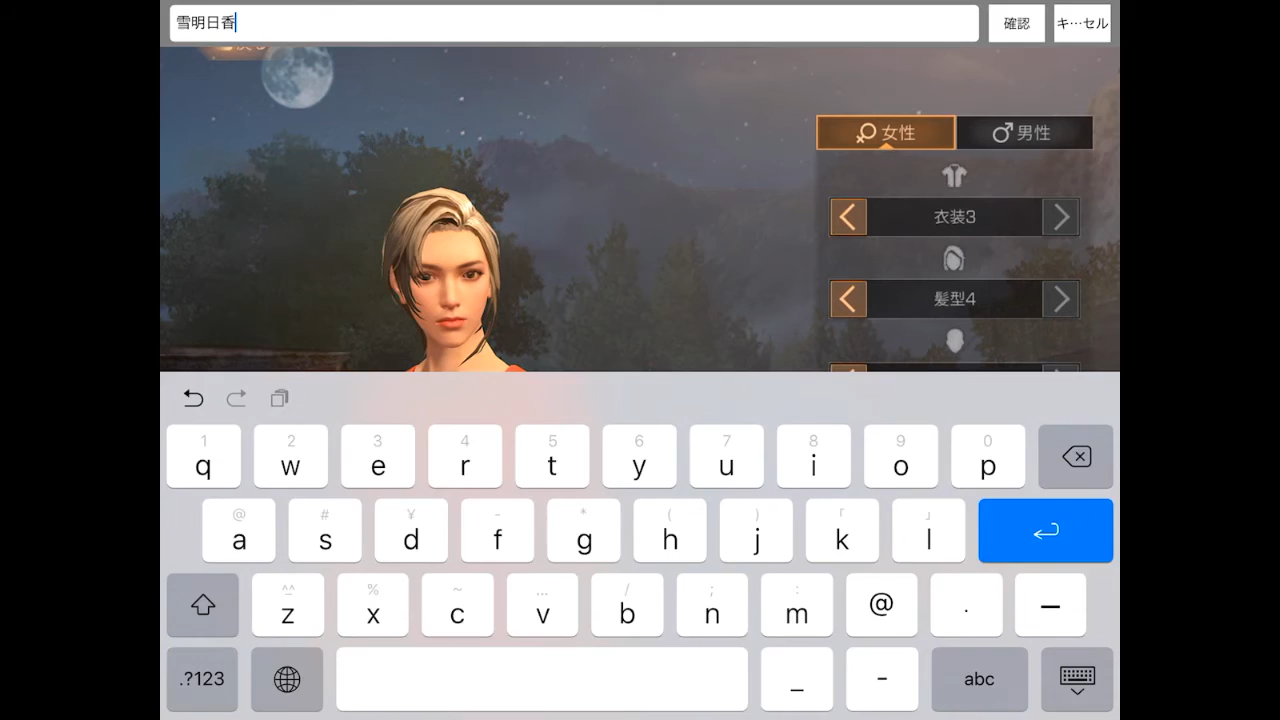 雪明日香
確認
キ…セル
女性
男性
衣装3
髪型4
1 2 3 4 5 6 7 8 9 0
q w e r t y u i o p
@ # ¥ - * ( ) 「 」
a s d f g h j k l
^^ % ~ … / ; :
z x c v b n m @ . —
.?123 _ - abc